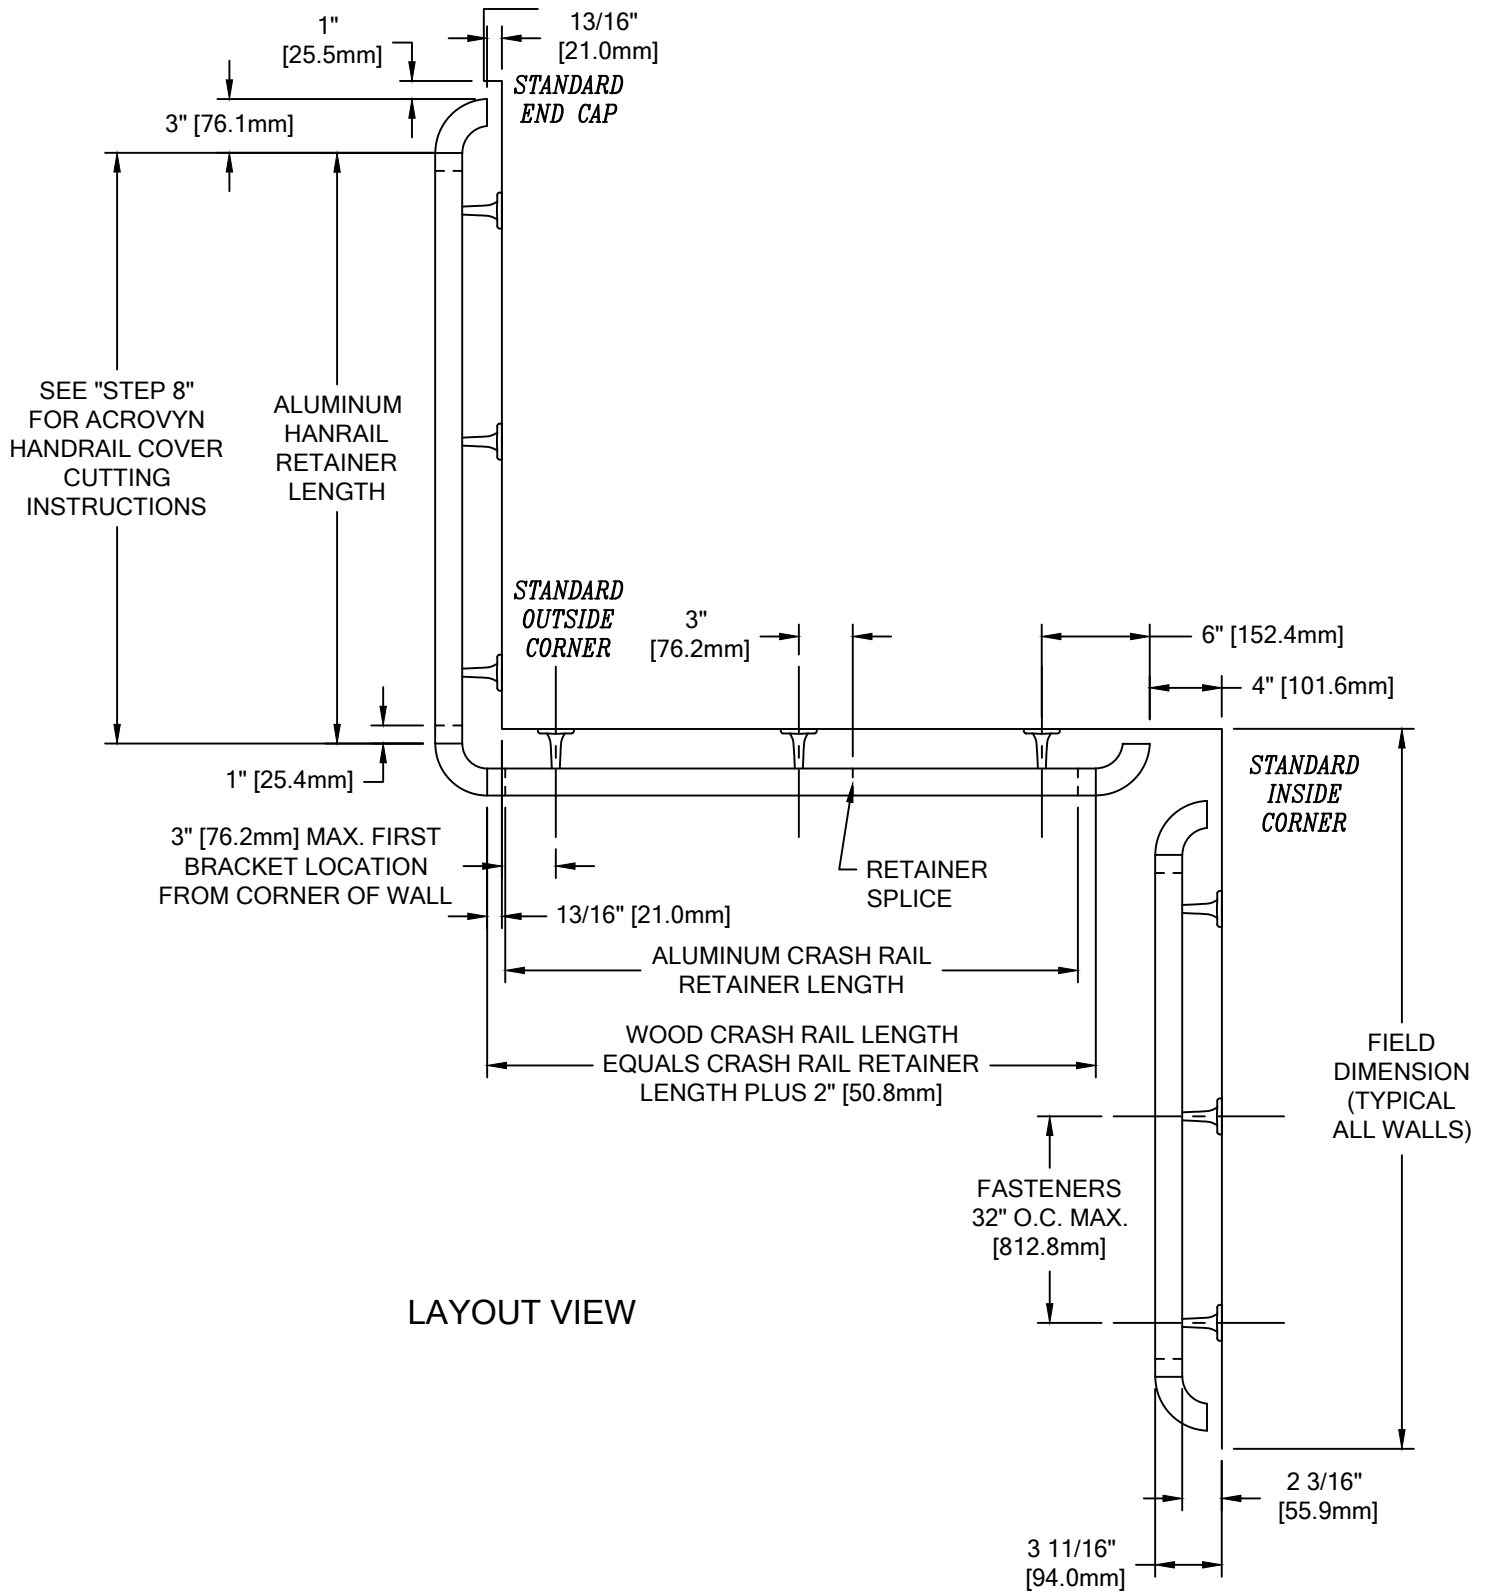 1"
[25.5mm]
13/16"
[21.0mm]
STANDARD
END CAP
3" [76.1mm]
SEE "STEP 8"
FOR ACROVYN
HANDRAIL COVER
CUTTING
INSTRUCTIONS
ALUMINUM
HANRAIL
RETAINER
LENGTH
STANDARD
OUTSIDE
CORNER
3"
[76.2mm]
6" [152.4mm]
4" [101.6mm]
1" [25.4mm]
STANDARD
INSIDE
CORNER
3" [76.2mm] MAX. FIRST
BRACKET LOCATION
FROM CORNER OF WALL
RETAINER
SPLICE
13/16" [21.0mm]
ALUMINUM CRASH RAIL
RETAINER LENGTH
WOOD CRASH RAIL LENGTH
EQUALS CRASH RAIL RETAINER
LENGTH PLUS 2" [50.8mm]
FIELD
DIMENSION
(TYPICAL
ALL WALLS)
FASTENERS
32" O.C. MAX.
[812.8mm]
LAYOUT VIEW
2 3/16"
[55.9mm]
3 11/16"
[94.0mm]